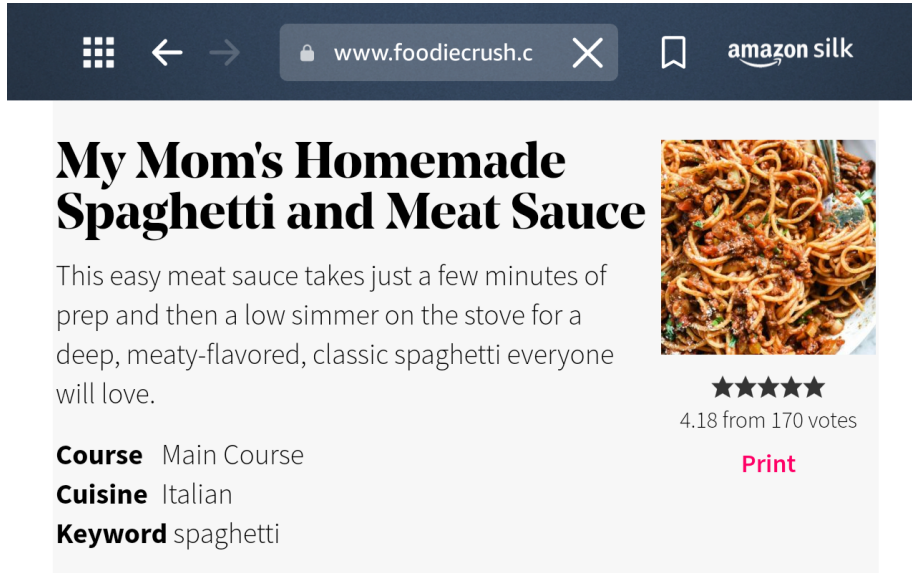 www.foodiecrush.c
amazon silk
My Mom's Homemade
Spaghetti and Meat Sauce
This easy meat sauce takes just a few minutes of
prep and then a low simmer on the stove for a
deep, meaty-flavored, classic spaghetti everyone
will love.
4.18 from 170 votes
Print
Course Main Course
Cuisine Italian
Keyword spaghetti